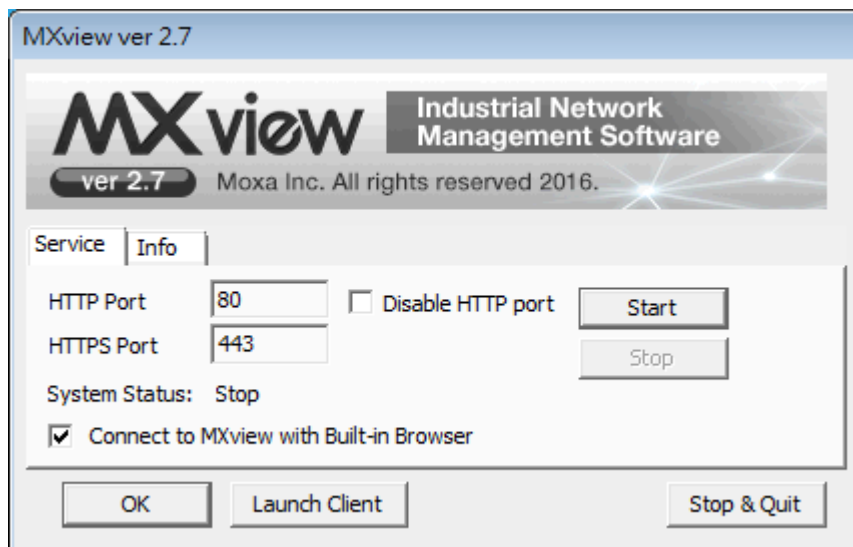 MXview ver 2.7
MXview
Industrial Network
Management Software
ver 2.7
Moxa Inc. All rights reserved 2016.
Service
Info
HTTP Port
80
Disable HTTP port
Start
HTTPS Port
443
Stop
System Status: Stop
Connect to MXview with Built-in Browser
OK
Launch Client
Stop & Quit